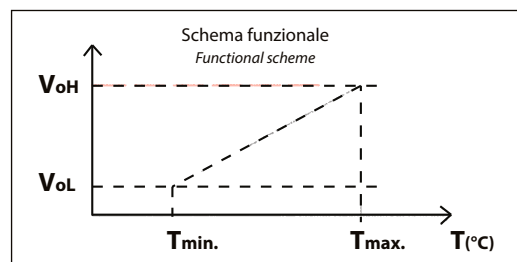 Schema funzionale
Functional scheme
VoH
VoL
Tmin.
Tmax.
T(°C)